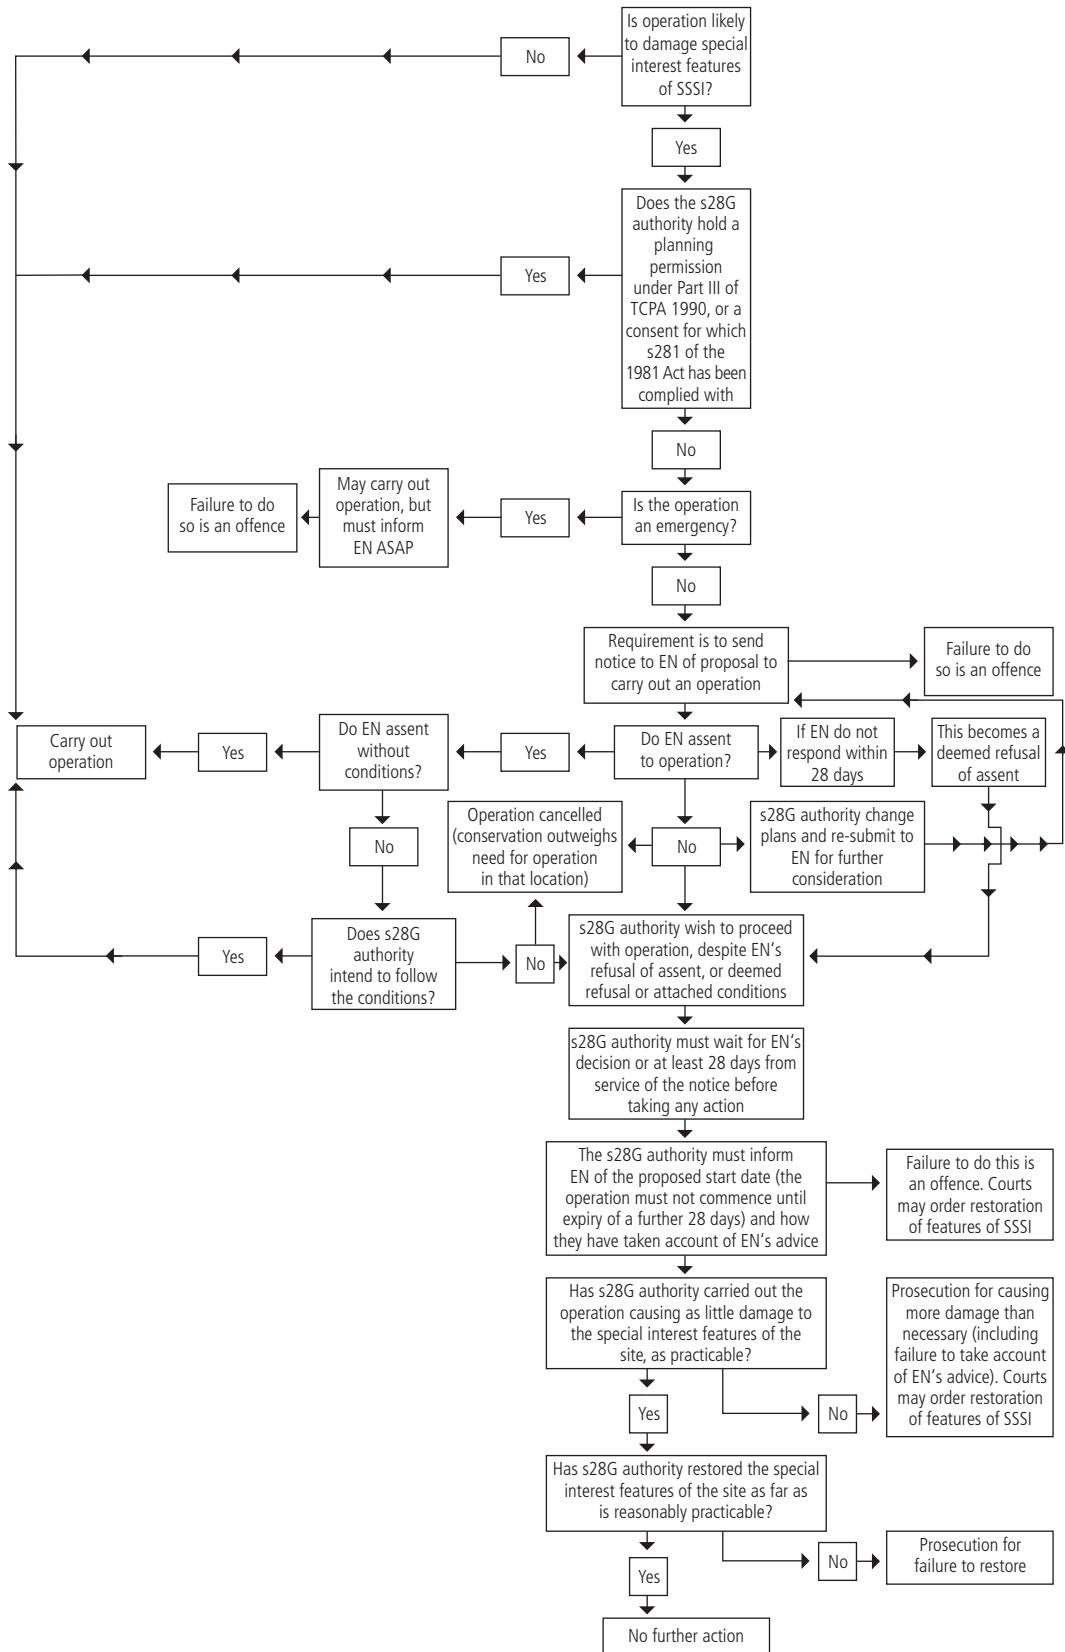 Is operation likely
to damage special
interest features
of SSSI?
No
Yes
Does the s28G
authority hold a
planning
permission
under Part III of
TCPA 1990, or a
consent for which
s281 of the
1981 Act has been
complied with
Yes
No
Failure to do
so is an offence
May carry out
operation, but
must inform
EN ASAP
Yes
Is the operation
an emergency?
No
Requirement is to send
notice to EN of proposal to
carry out an operation
Failure to do
so is an offence
Carry out
operation
Yes
Do EN assent
without
conditions?
Yes
Do EN assent
to operation?
If EN do not
respond within
28 days
This becomes a
deemed refusal
of assent
No
Operation cancelled
(conservation outweighs
need for operation
in that location)
No
s28G authority change
plans and re-submit to
EN for further
consideration
Yes
Does s28G
authority
intend to follow
the conditions?
No
s28G authority wish to proceed
with operation, despite EN's
refusal of assent, or deemed
refusal or attached conditions
s28G authority must wait for EN's
decision or at least 28 days from
service of the notice before
taking any action
The s28G authority must inform
EN of the proposed start date (the
operation must not commence until
expiry of a further 28 days) and how
they have taken account of EN's advice
Failure to do this is
an offence. Courts
may order restoration
of features of SSSI
Has s28G authority carried out the
operation causing as little damage to
the special interest features of the
site, as practicable?
Prosecution for causing
more damage than
necessary (including
failure to take account
of EN's advice). Courts
may order restoration
of features of SSSI
Yes
No
Has s28G authority restored the special
interest features of the site as far as
is reasonably practicable?
Yes
No
Prosecution for
failure to restore
No further action